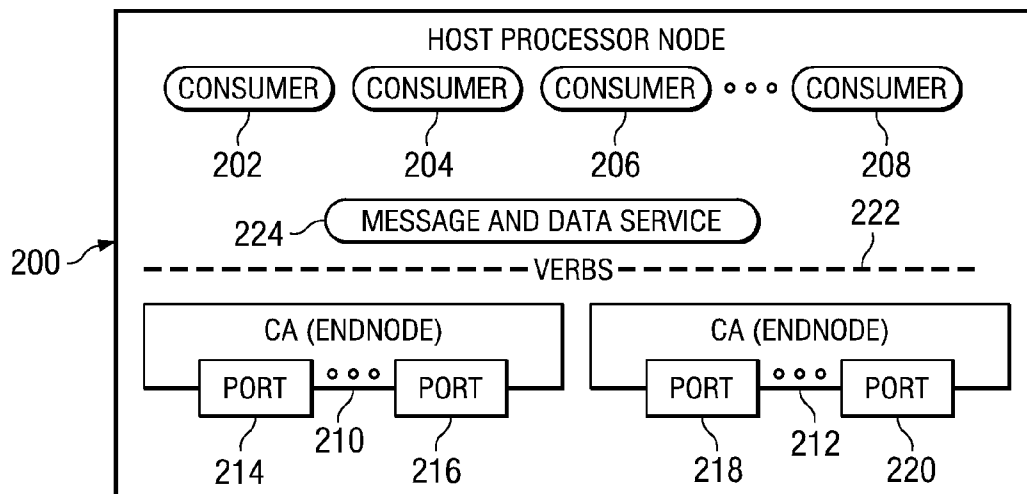 HOST PROCESSOR NODE
CONSUMER CONSUMER CONSUMER CONSUMER
202 204 206 208
MESSAGE AND DATA SERVICE
224 222
200
VERBS
CA (ENDNODE) CA (ENDNODE)
PORT PORT PORT PORT
214 210 216 218 212 220